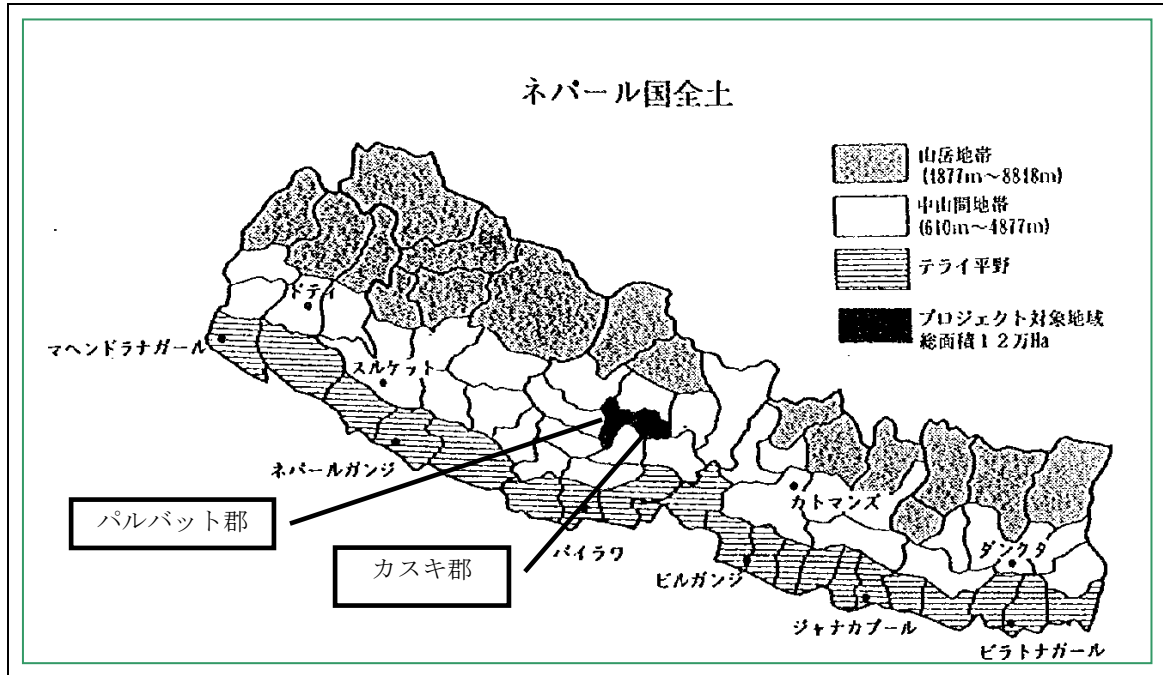 ネパール国全土
山岳地帯
(4877m〜8848m)
中山間地帯
(610m〜4877m)
テライ平野
プロジェクト対象地域
総面積12万Ha
ドティ
マヘンドラナガール
スルケット
ネパールガンジ
パルバット郡
カスキ郡
バイラワ
カトマンズ
ビルガンジ
ダンクタ
ジャナカプール
ビラトナガール